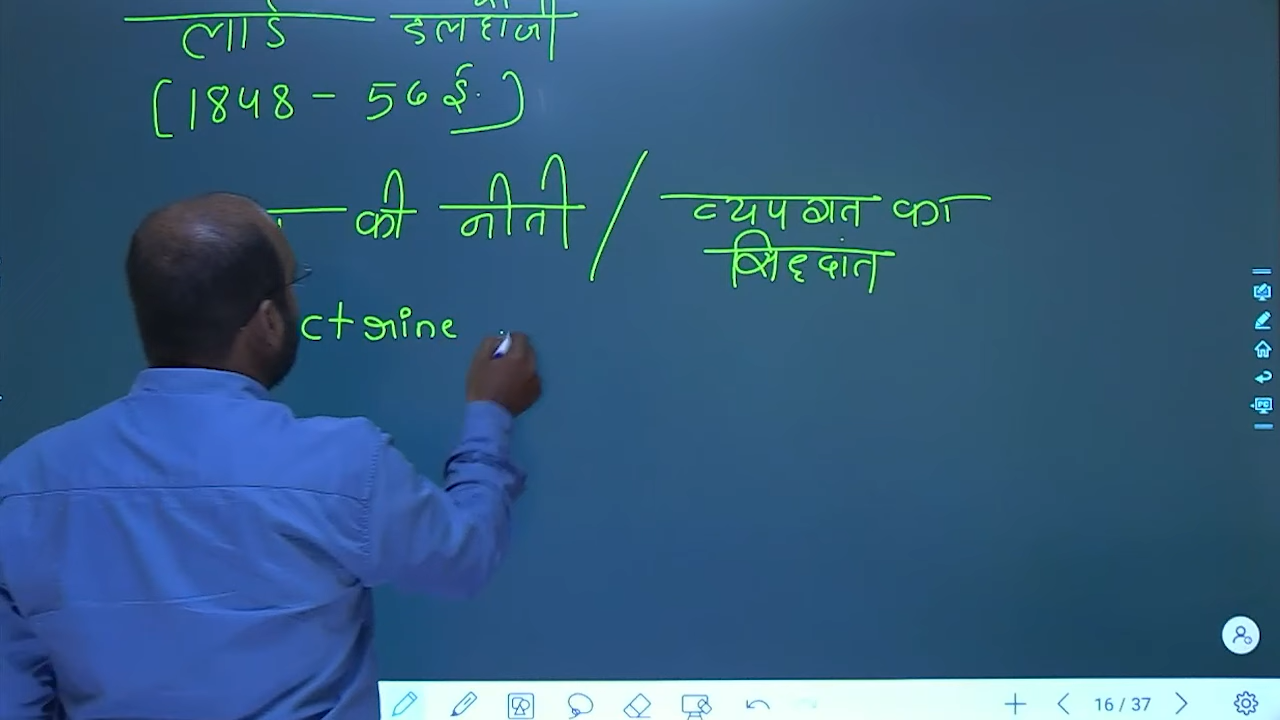 लार्ड डलहौजी
(1848 - 56 ई.)
की नीती / व्यपगत का
सिद्दांत
ctrine
16 / 37